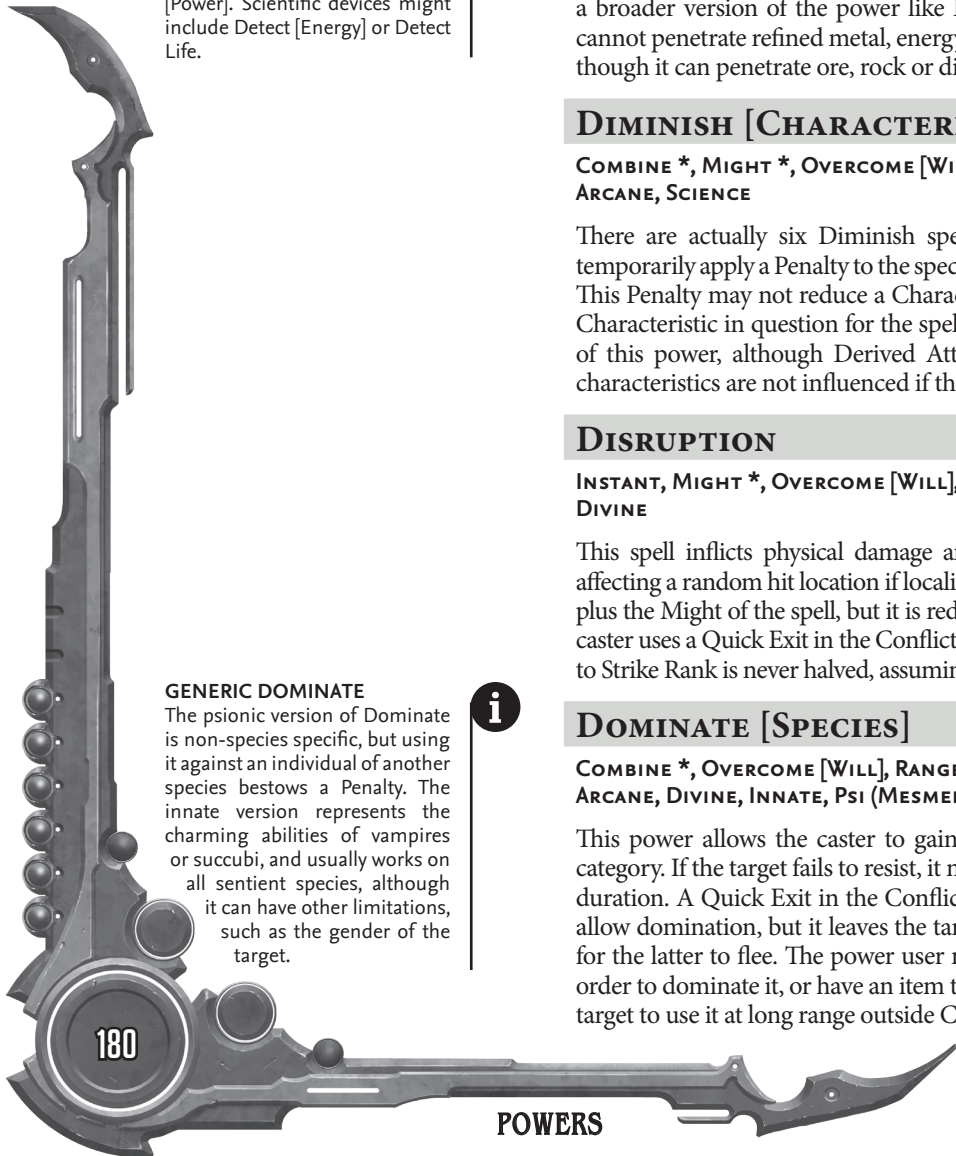 [Power]. Scientific devices might
include Detect [Energy] or Detect
Life.
GENERIC DOMINATE
The psionic version of Dominate
is non-species specific, but using
it against an individual of another
species bestows a Penalty. The
innate version represents the
charming abilities of vampires
or succubi, and usually works on
all sentient species, although
it can have other limitations,
such as the gender of the
target.
i
a broader version of the power like
cannot penetrate refined metal, energy
though it can penetrate ore, rock or
DIMINISH [CHARACTER
COMBINE *, MIGHT *, OVERCOME [WI
ARCANE, SCIENCE
There are actually six Diminish spe
temporarily apply a Penalty to the spec
This Penalty may not reduce a Charac
Characteristic in question for the spel
of this power, although Derived Att
characteristics are not influenced if th
DISRUPTION
INSTANT, MIGHT *, OVERCOME [WILL],
DIVINE
This spell inflicts physical damage a
affecting a random hit location if locali
plus the Might of the spell, but it is red
caster uses a Quick Exit in the Conflict
to Strike Rank is never halved, assumin
DOMINATE [SPECIES]
COMBINE *, OVERCOME [WILL], RANGE
ARCANE, DIVINE, INNATE, PSI (MESME
This power allows the caster to gain
category. If the target fails to resist, it
duration. A Quick Exit in the Conflic
allow domination, but it leaves the tar
for the latter to flee. The power user
order to dominate it, or have an item t
target to use it at long range outside C
180
POWERS